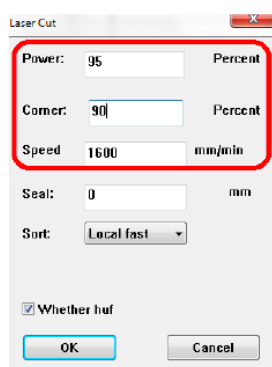 Laser Cut
Power: 95 Percent
Corner: 90 Percent
Speed 1600 mm/min
Seal: 0 mm
Sort: Local fast
Whether huf
OK Cancel